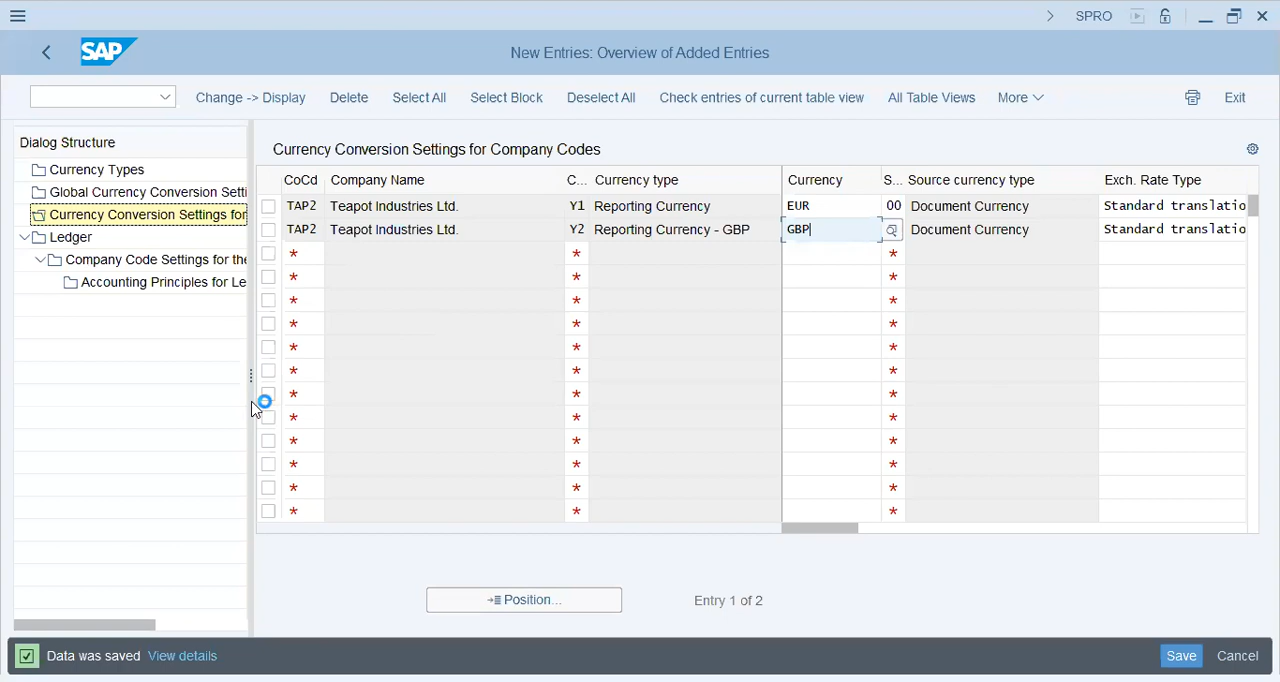 SPRO
SAP
New Entries: Overview of Added Entries
Change -> Display Delete Select All Select Block Deselect All Check entries of current table view All Table Views More Exit
Dialog Structure
Currency Types
Global Currency Conversion Setti
Currency Conversion Settings for
Ledger
Company Code Settings for the
Accounting Principles for Le
Currency Conversion Settings for Company Codes
CoCd Company Name C... Currency type Currency S... Source currency type Exch. Rate Type
TAP2 Teapot Industries Ltd. Y1 Reporting Currency EUR 00 Document Currency Standard translatio
TAP2 Teapot Industries Ltd. Y2 Reporting Currency - GBP GBP Document Currency Standard translatio
* * *
* * *
* * *
* * *
* * *
* * *
* * *
* * *
* * *
* * *
* * *
* * *
Position... Entry 1 of 2
Data was saved View details Save Cancel